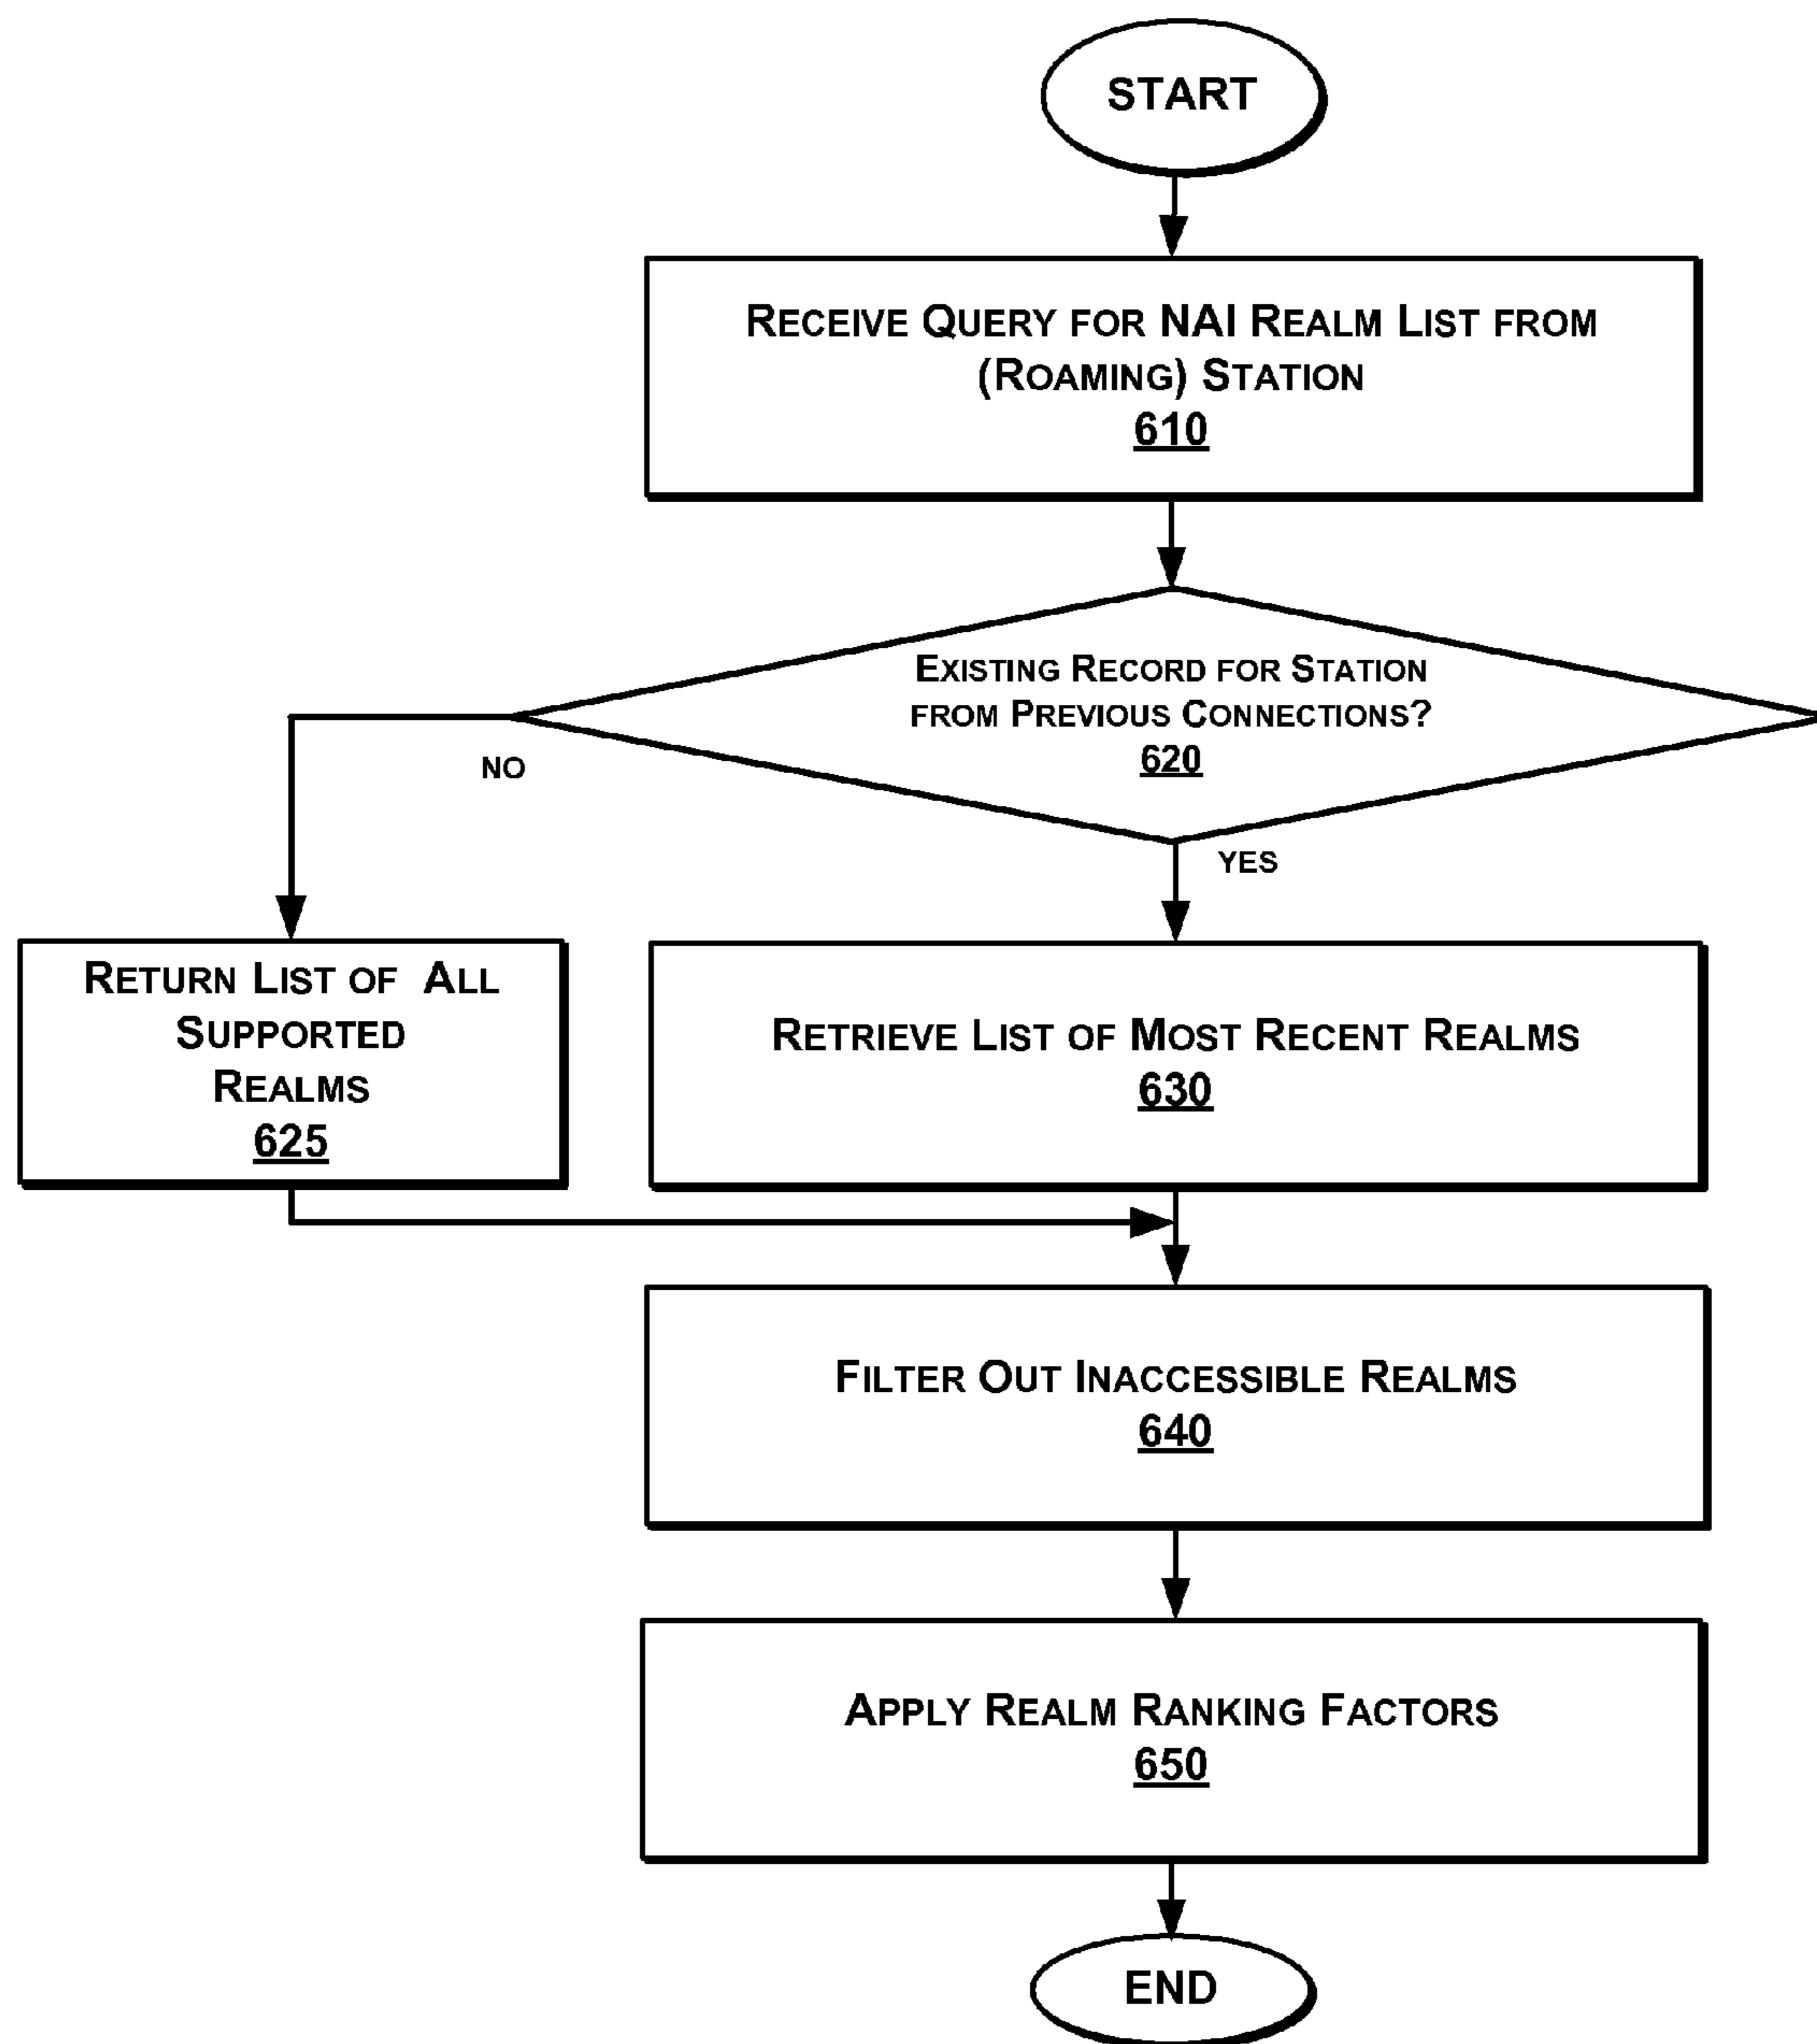 START
RECEIVE QUERY FOR NAI REALM LIST FROM
(ROAMING) STATION
610
EXISTING RECORD FOR STATION
FROM PREVIOUS CONNECTIONS?
620
NO
YES
RETURN LIST OF ALL
SUPPORTED
REALMS
625
RETRIEVE LIST OF MOST RECENT REALMS
630
FILTER OUT INACCESSIBLE REALMS
640
APPLY REALM RANKING FACTORS
650
END